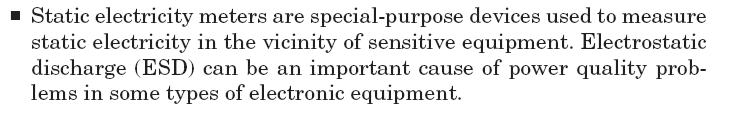 ▪ Static electricity meters are special-purpose devices used to measure
static electricity in the vicinity of sensitive equipment. Electrostatic
discharge (ESD) can be an important cause of power quality prob-
lems in some types of electronic equipment.